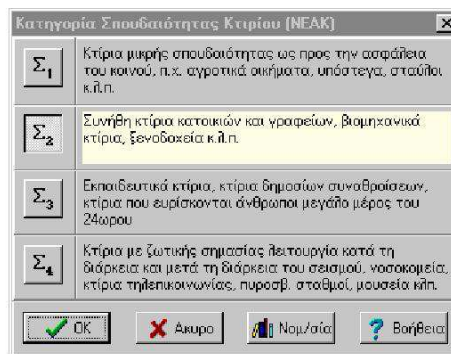 Κατηγορία Σπουδαιότητας Κτιρίου (ΝΕΑΚ)
Σ1
Κτίρια μικρής σπουδαιότητας ως προς την ασφάλεια
του κοινού, π.χ. αγροτικά οικήματα, υπόστεγα, σταύλοι
κ.λ.π.
Σ2
Συνήθη κτίρια κατοικιών και γραφείων, βιομηχανικά
κτίρια, ξενοδοχεία κ.λ.π.
Σ3
Εκπαιδευτικά κτίρια, κτίρια δημοσίων συναθροίσεων,
κτίρια που ευρίσκονται άνθρωποι μεγάλο μέρος του
24ωρου
Σ4
Κτίρια με ζωτικής σημασίας λειτουργία κατά τη
διάρκεια και μετά τη διάρκεια του σεισμού, νοσοκομεία,
κτίρια τηλεπικοινωνίας, πυροσβ. σταθμοί, μουσεία κλπ.
OK
Ακυρο
Νομ/σία
Βοήθεια